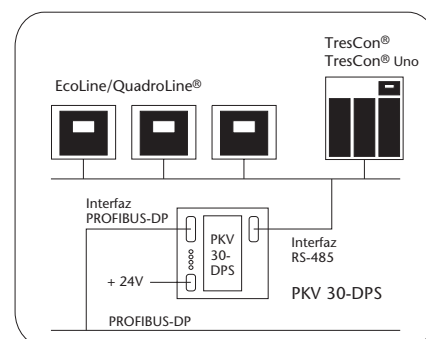 TresCon®
TresCon® Uno
EcoLine/QuadroLine®
Interfaz
PROFIBUS-DP
PKV
30-
DPS
Interfaz
RS-485
+ 24V
PKV 30-DPS
PROFIBUS-DP